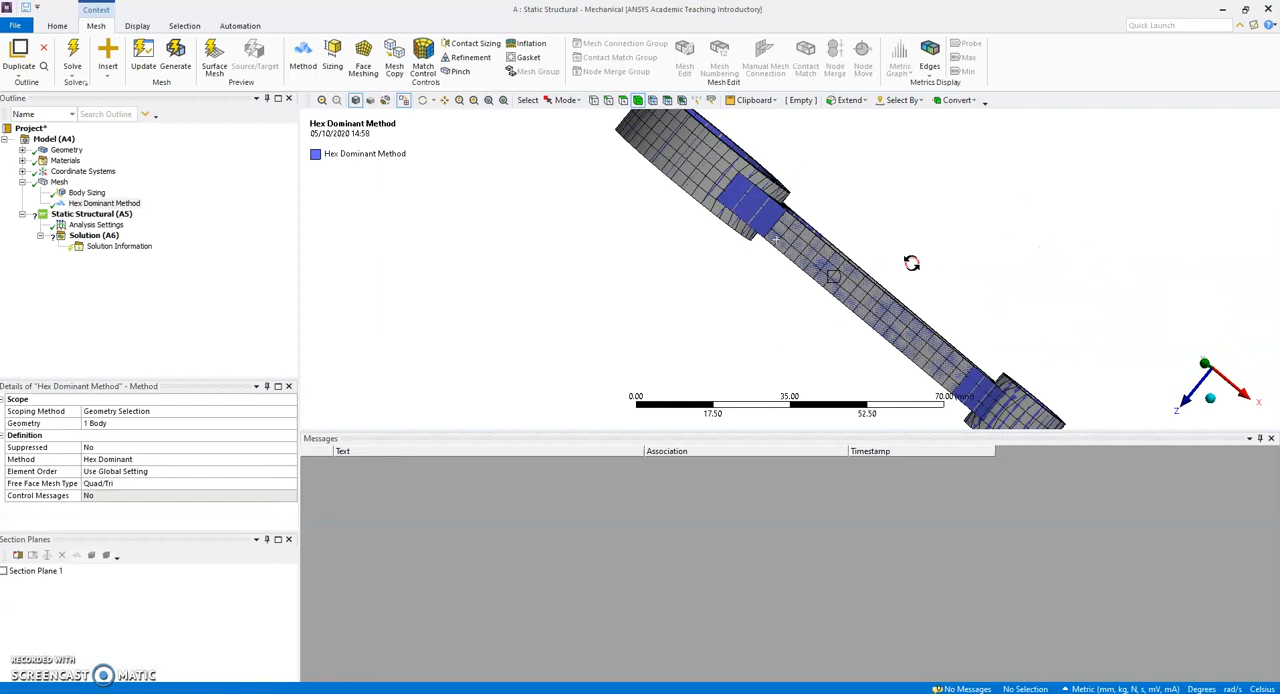 Context
A : Static Structural - Mechanical [ANSYS Academic Teaching Introductory]
File Home Mesh Display Selection Automation
Quick Launch
Duplicate
Outline
Solve
Solver
Insert
Insert
Update Generate
Mesh
Surface Mesh
Source/Target
Preview
Method Sizing Face Meshing Mesh Copy Match Control
Contact Sizing
Refinement
Pinch
Inflation
Gasket
Mesh Group
Controls
Mesh Connection Group
Contact Match Group
Node Merge Group
Mesh Edit
Mesh Numbering
Manual Mesh Connection
Contact Match
Node Merge
Node Move
Mesh Edit
Metric Graph
Edges
Probe
Max
Min
Metrics Display
Outline
Name
Search Outline
Select Mode Clipboard [ Empty ] Extend Select By Convert
Project*
Model (A4)
Geometry
Materials
Coordinate Systems
Mesh
Body Sizing
Hex Dominant Method
Static Structural (A5)
Analysis Settings
Solution (A6)
Solution Information
Hex Dominant Method
05/10/2020 14:58
Hex Dominant Method
0.00 35.00 70.00 (mm)
17.50 52.50
X
Z
Details of "Hex Dominant Method" - Method
Scope
Scoping Method Geometry Selection
Geometry 1 Body
Definition
Suppressed No
Method Hex Dominant
Element Order Use Global Setting
Free Face Mesh Type Quad/Tri
Control Messages No
Section Planes
Section Plane 1
Messages
Text Association Timestamp
RECORDED WITH
SCREENCAST MATIC
No Messages No Selection Metric (mm, kg, N, s, mV, mA) Degrees rad/s Celsius